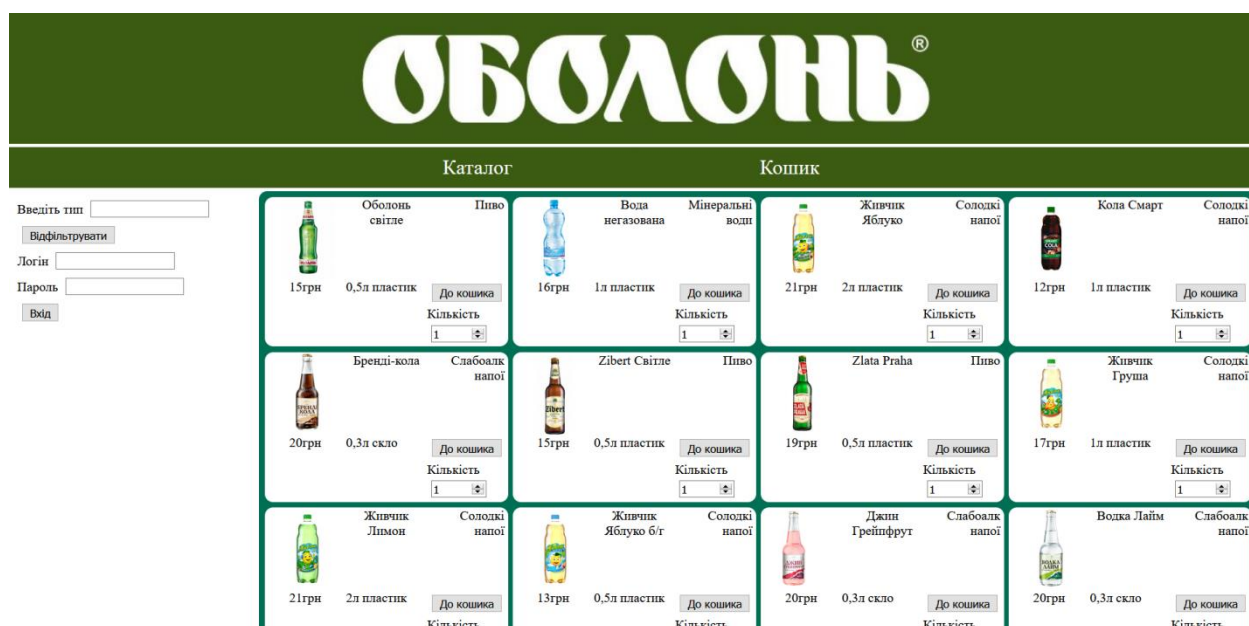 ОБОЛОНЬ®
Каталог Кошик
Введіть тип
Відфільтрувати
Логін
Пароль
Вхід
Оболонь Пиво
світле
15грн 0,5л пластик До кошика
Кількість
1
Вода Мінеральні
негазована води
16грн 1л пластик До кошика
Кількість
1
Живчик Солодкі
Яблуко напої
21грн 2л пластик До кошика
Кількість
1
Кола Смарт Солодкі
напої
12грн 1л пластик До кошика
Кількість
1
Бренді-кола Слабоалк
напої
20грн 0,3л скло До кошика
Кількість
1
Zibert Світле Пиво
15грн 0,5л пластик До кошика
Кількість
1
Zlata Praha Пиво
19грн 0,5л пластик До кошика
Кількість
1
Живчик Солодкі
Груша напої
17грн 1л пластик До кошика
Кількість
1
Живчик Солодкі
Лимон напої
21грн 2л пластик До кошика
Кількість
Живчик Солодкі
Яблуко б/г напої
13грн 0,5л пластик До кошика
Кількість
Джин Слабоалк
Грейпфрут напої
20грн 0,3л скло До кошика
Кількість
Водка Лайм Слабоалк
напої
20грн 0,3л скло До кошика
Кількість